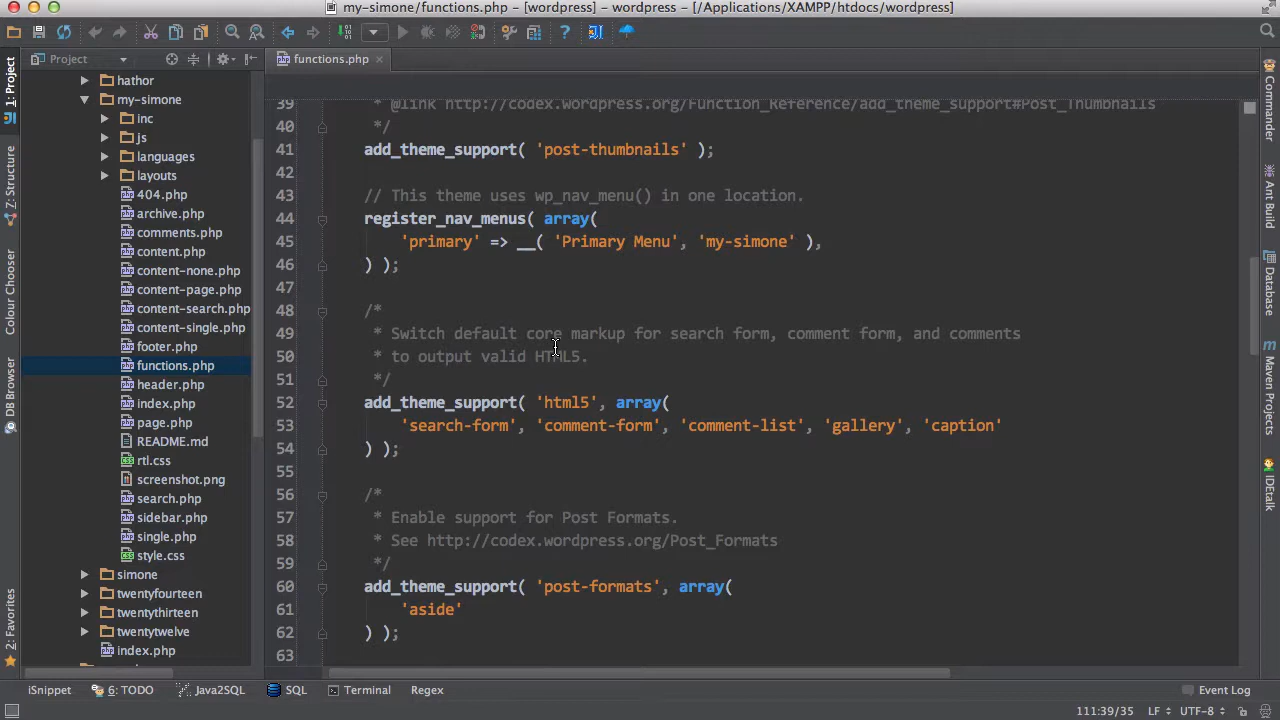 my-simone/functions.php – [wordpress] – wordpress – [/Applications/XAMPP/htdocs/wordpress]
Project
functions.php
1: Project
Z: Structure
Colour Chooser
DB Browser
2: Favorites
hathor
my-simone
inc
js
languages
layouts
404.php
archive.php
comments.php
content.php
content-none.php
content-page.php
content-search.php
content-single.php
footer.php
functions.php
header.php
index.php
page.php
README.md
rtl.css
screenshot.png
search.php
sidebar.php
single.php
style.css
simone
twentyfourteen
twentythirteen
twentytwelve
index.php
39 * @link http://codex.wordpress.org/Function_Reference/add_theme_support#Post_Thumbnails
40 */
41 add_theme_support( 'post-thumbnails' );
42
43 // This theme uses wp_nav_menu() in one location.
44 register_nav_menus( array(
45 'primary' => __( 'Primary Menu', 'my-simone' ),
46 ) );
47
48 /*
49 * Switch default core markup for search form, comment form, and comments
50 * to output valid HTML5.
51 */
52 add_theme_support( 'html5', array(
53 'search-form', 'comment-form', 'comment-list', 'gallery', 'caption'
54 ) );
55
56 /*
57 * Enable support for Post Formats.
58 * See http://codex.wordpress.org/Post_Formats
59 */
60 add_theme_support( 'post-formats', array(
61 'aside'
62 ) );
63
Commander
Ant Build
Database
Maven Projects
IDEtalk
iSnippet
6: TODO
Java2SQL
SQL
Terminal
Regex
Event Log
111:39/35
LF
UTF-8